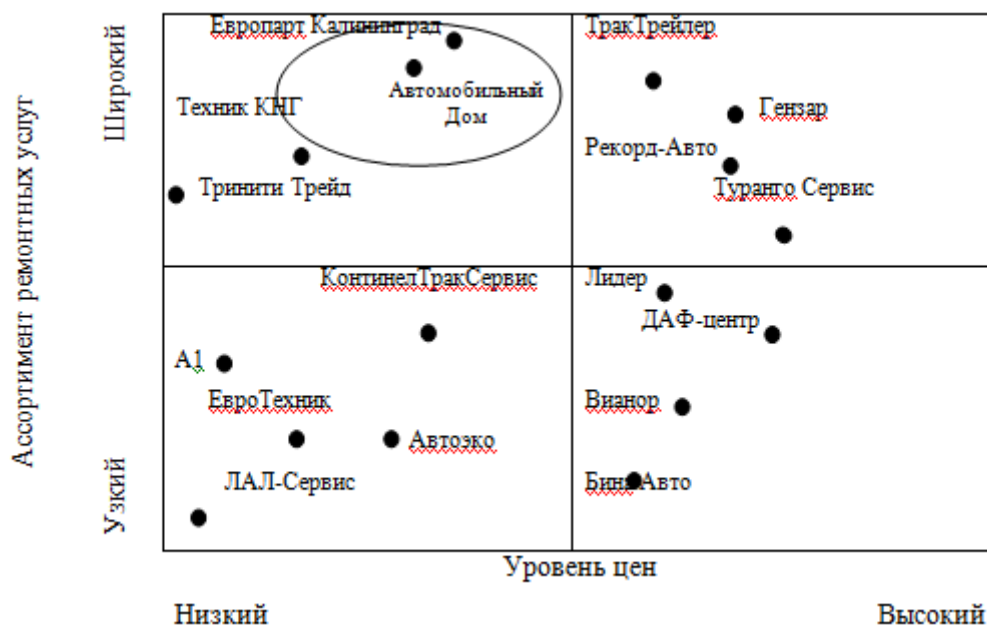 Ассортимент ремонтных услуг
Широкий
Узкий
Европарт Калининград
Автомобильный
Дом
Техник КНГ
Тринити Трейд
ТракТрейлер
Гензар
Рекорд-Авто
Туранго Сервис
КонтинелТракСервис
А1
ЕвроТехник
Автоэко
ЛАЛ-Сервис
Лидер
ДАФ-центр
Вианор
Авто
Уровень цен
Низкий
Высокий